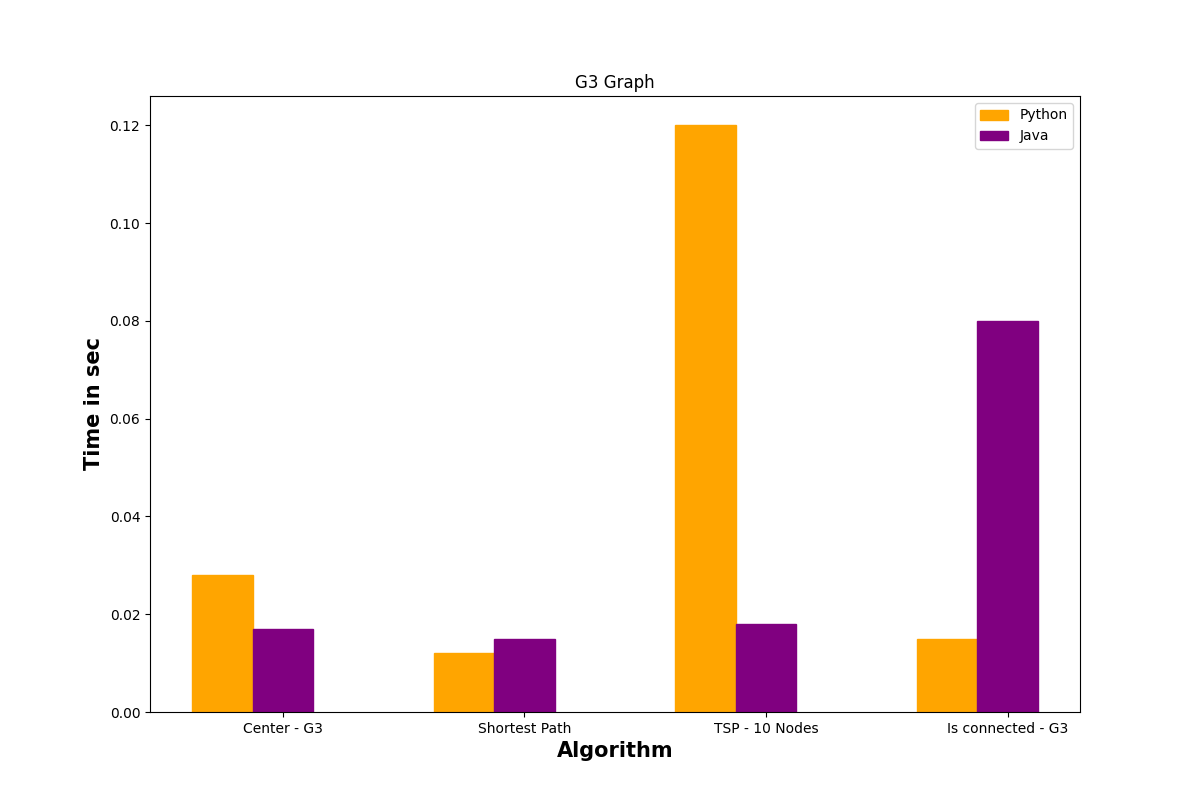 G3 Graph
Python
Java
0.12
0.10
0.08
0.06
0.04
0.02
0.00
Time in sec
Center - G3
Shortest Path
TSP - 10 Nodes
Is connected - G3
Algorithm